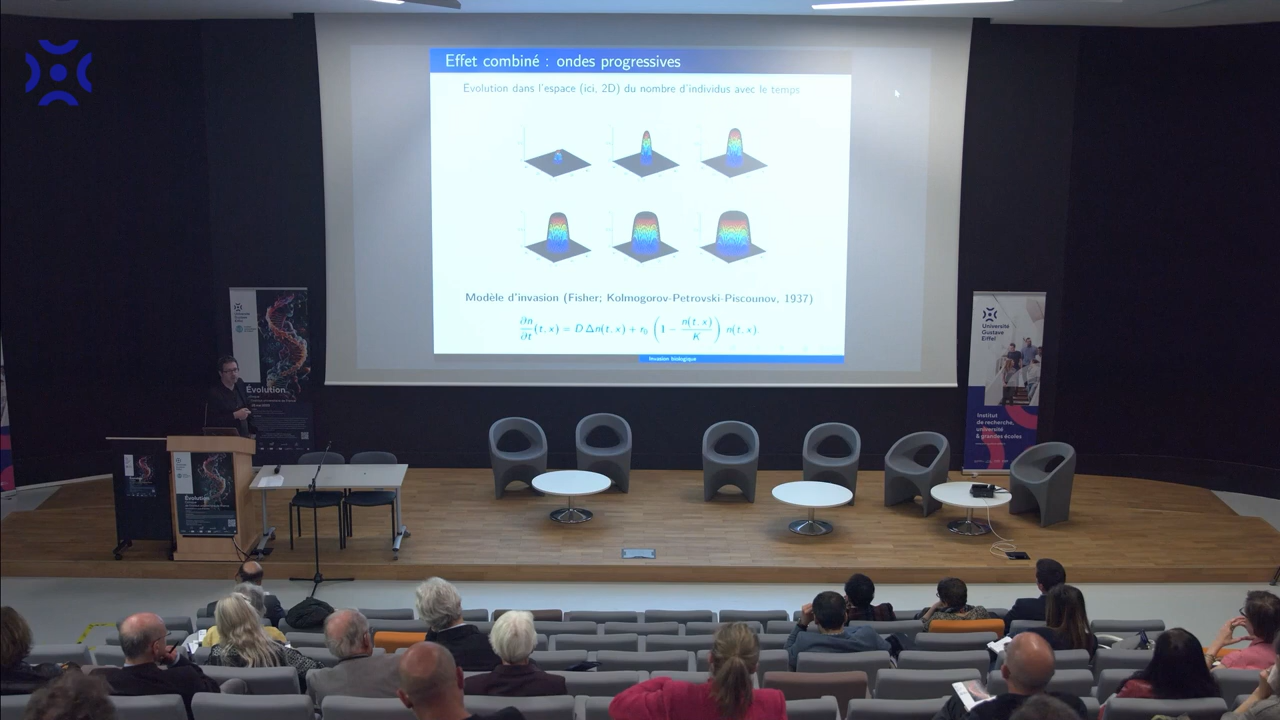 Effet combiné : ondes progressives
Evolution dans l'espace (ici, 2D) du nombre d'individus avec le temps
Modèle d'invasion (Fisher; Kolmogorov-Petrovski-Piscounov, 1937)
∂n/∂t (t, x) = D Δn(t, x) + r₀ (1 − n(t, x)/K) n(t, x)
Invasion biologique
Évolution
Université
Gustave
Eiffel
Institut
de recherche,
université
& grandes écoles
Évolution